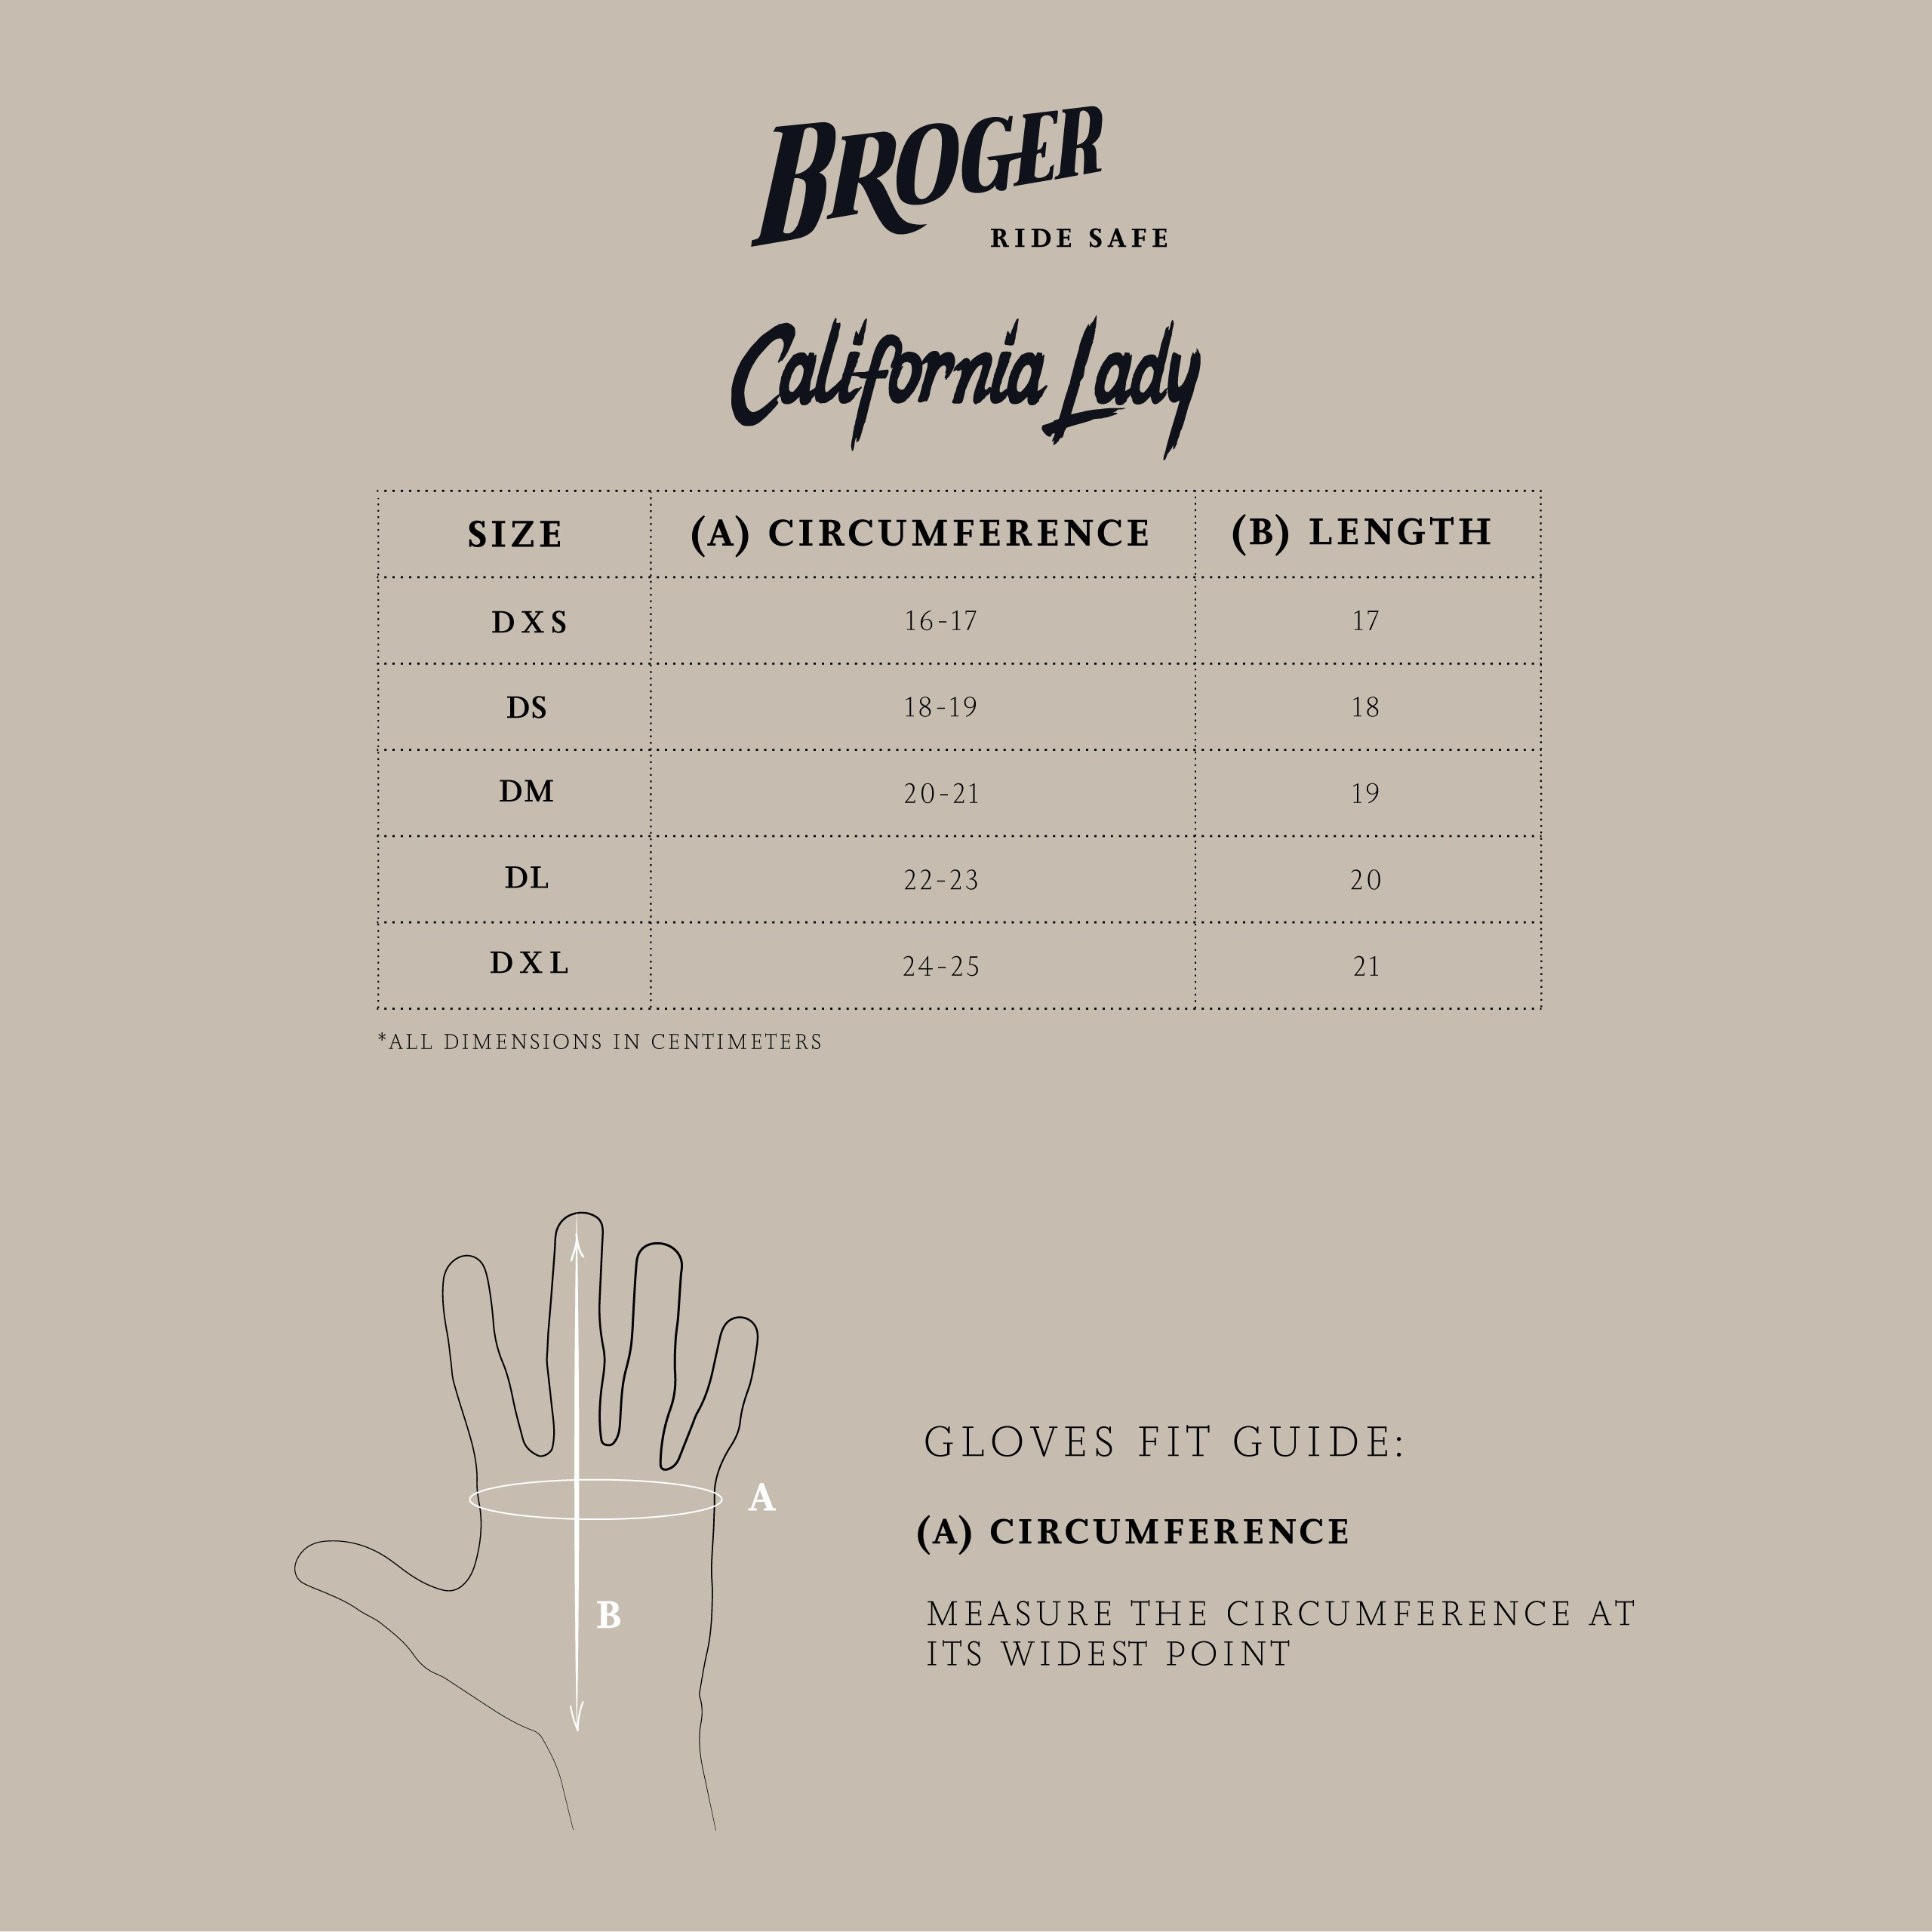 BROGER
RIDE SAFE
California Lady
SIZE (A) CIRCUMFERENCE (B) LENGTH
DXS 16-17 17
DS 18-19 18
DM 20-21 19
DL 22-23 20
DXL 24-25 21
*ALL DIMENSIONS IN CENTIMETERS
A
B
GLOVES FIT GUIDE:
(A) CIRCUMFERENCE
MEASURE THE CIRCUMFERENCE AT
ITS WIDEST POINT